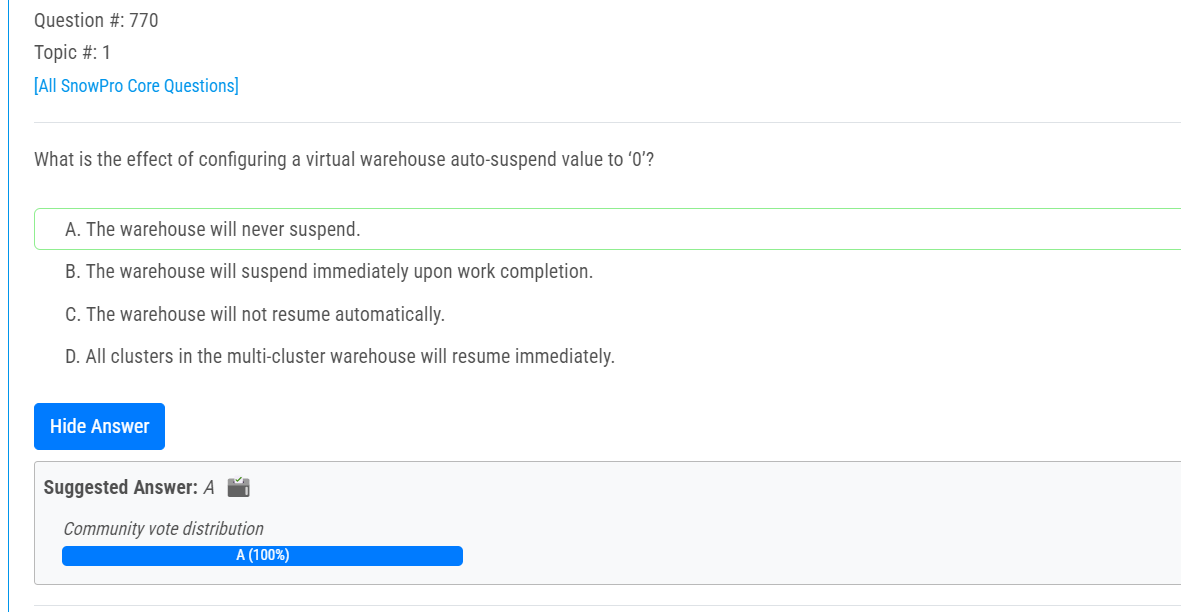 Question #: 770
Topic #: 1
[All SnowPro Core Questions]
What is the effect of configuring a virtual warehouse auto-suspend value to ‘0’?
A. The warehouse will never suspend.
B. The warehouse will suspend immediately upon work completion.
C. The warehouse will not resume automatically.
D. All clusters in the multi-cluster warehouse will resume immediately.
Hide Answer
Suggested Answer: A
Community vote distribution
A (100%)